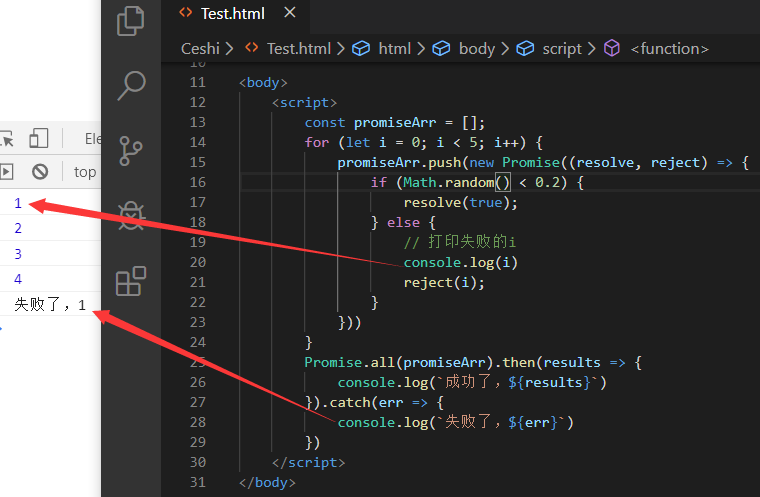 Test.html
Ceshi > Test.html > html > body > script > <function>
Ele
top
1
2
3
4
失败了，1
10
11 <body>
12 <script>
13 const promiseArr = [];
14 for (let i = 0; i < 5; i++) {
15 promiseArr.push(new Promise((resolve, reject) => {
16 if (Math.random() < 0.2) {
17 resolve(true);
18 } else {
19 // 打印失败的i
20 console.log(i)
21 reject(i);
22 }
23 }))
24 }
25 Promise.all(promiseArr).then(results => {
26 console.log(`成功了，${results}`)
27 }).catch(err => {
28 console.log(`失败了，${err}`)
29 })
30 </script>
31 </body>